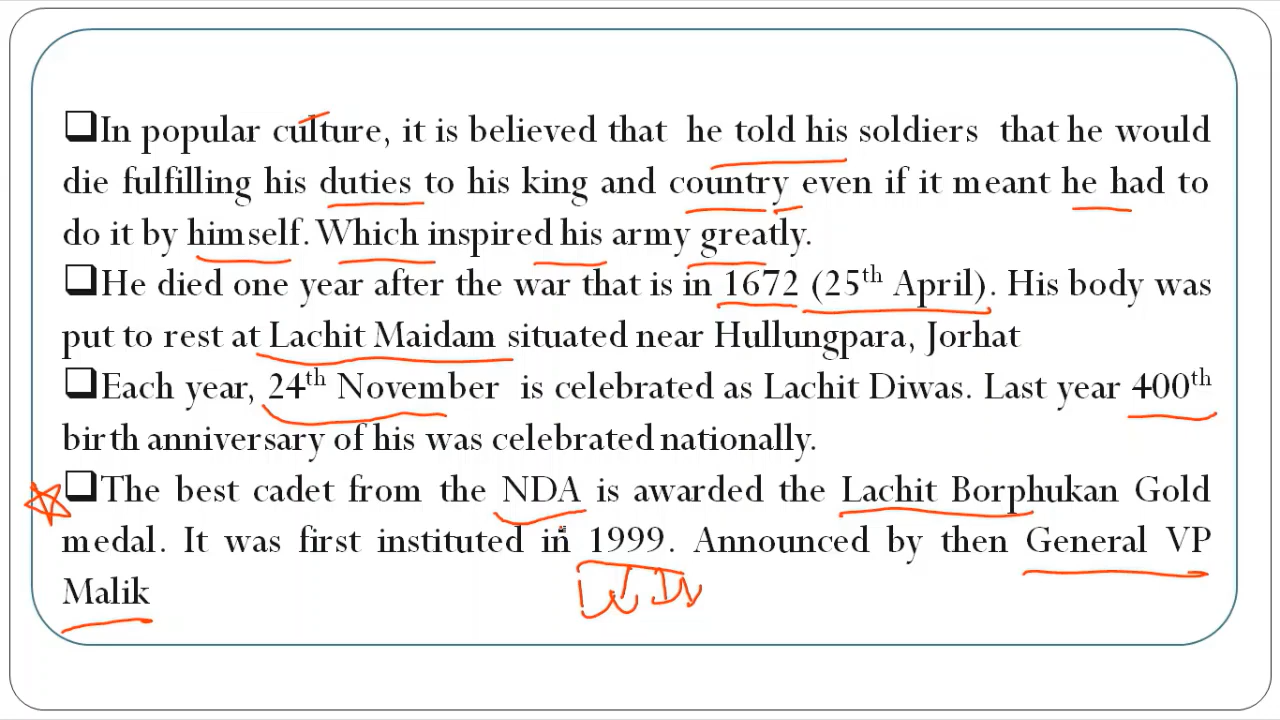 ❑In popular culture, it is believed that he told his soldiers that he would
die fulfilling his duties to his king and country even if it meant he had to
do it by himself. Which inspired his army greatly.
❑He died one year after the war that is in 1672 (25th April). His body was
put to rest at Lachit Maidam situated near Hullungpara, Jorhat
❑Each year, 24th November is celebrated as Lachit Diwas. Last year 400th
birth anniversary of his was celebrated nationally.
❑The best cadet from the NDA is awarded the Lachit Borphukan Gold
medal. It was first instituted in 1999. Announced by then General VP
Malik